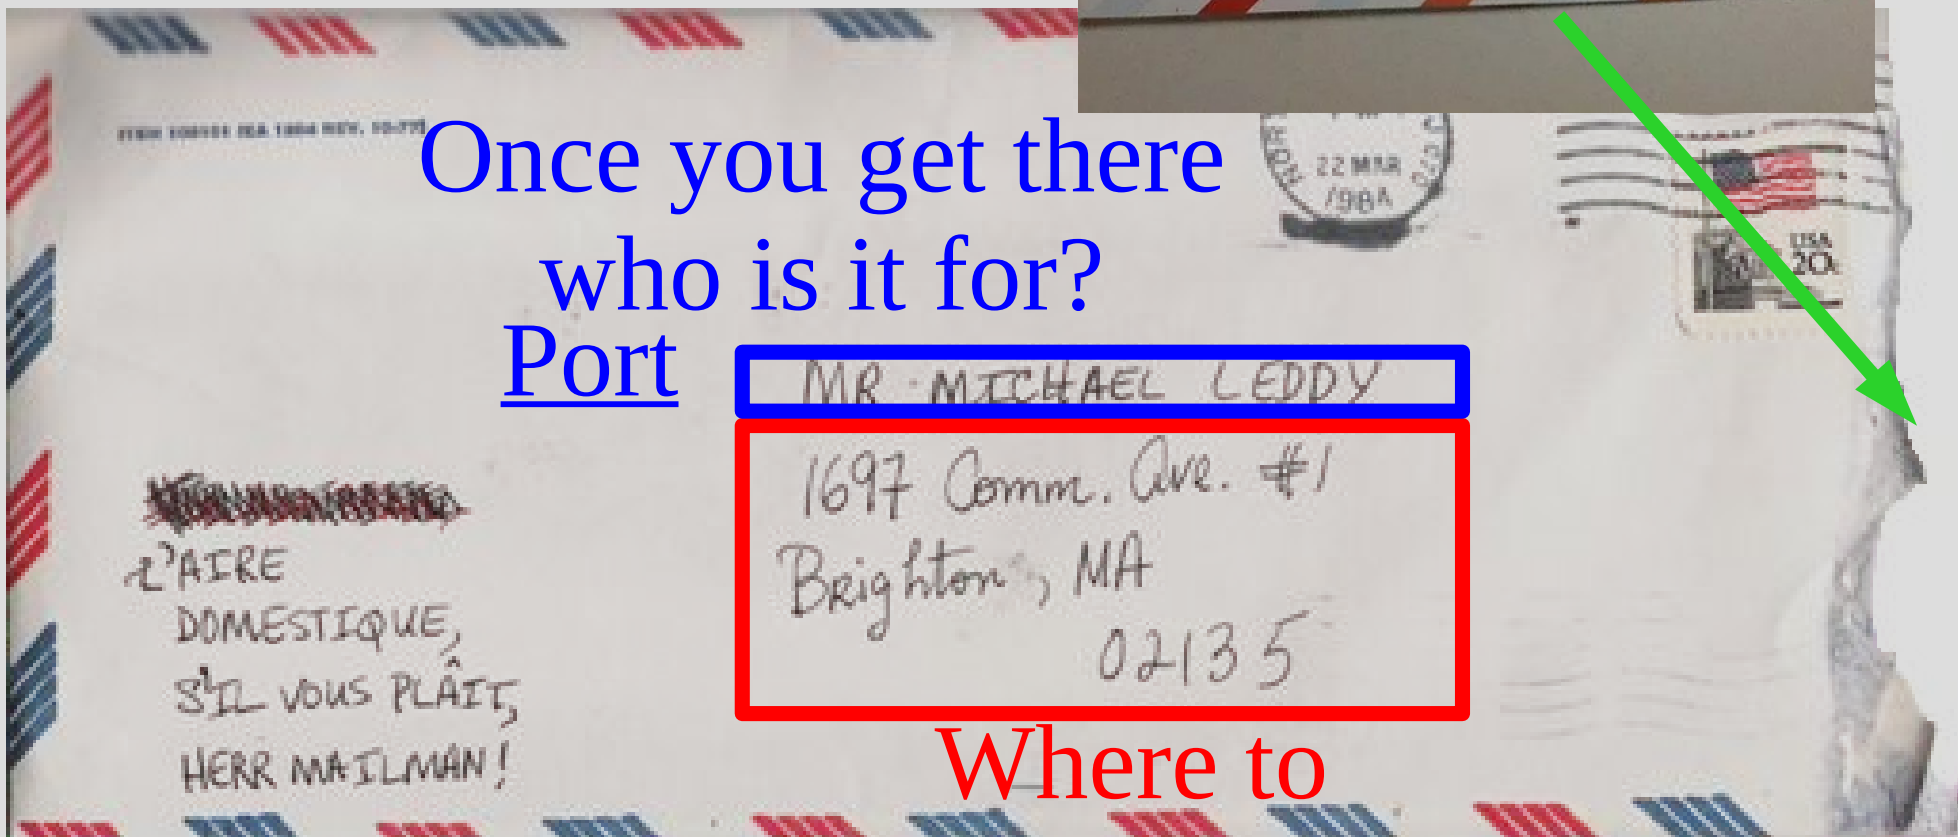 Once you get there
who is it for?
Port
22 MAR
198
USA
20c
MR. MICHAEL LEDDY
1697 Comm. Ave. #1
Brighton, MA
02135
Where to
L'AIRE
DOMESTIQUE,
S'IL VOUS PLAÎT,
HERR MAILMAN!